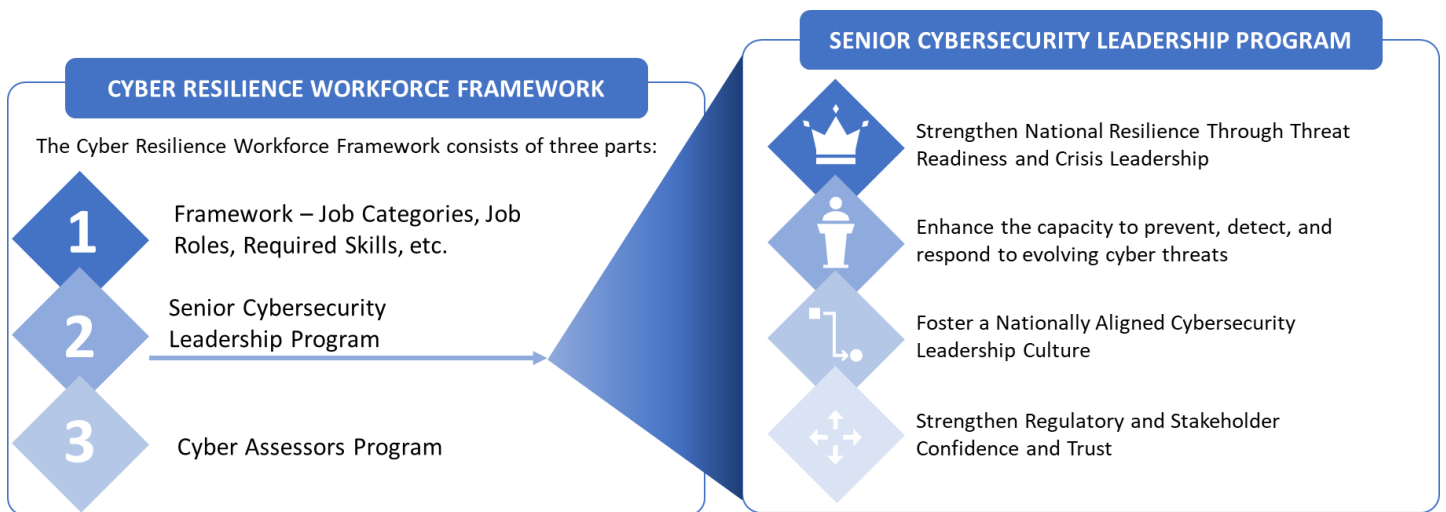 CYBER RESILIENCE WORKFORCE FRAMEWORK
The Cyber Resilience Workforce Framework consists of three parts:
1
Framework – Job Categories, Job
Roles, Required Skills, etc.
2
Senior Cybersecurity
Leadership Program
3
Cyber Assessors Program
SENIOR CYBERSECURITY LEADERSHIP PROGRAM
Strengthen National Resilience Through Threat
Readiness and Crisis Leadership
Enhance the capacity to prevent, detect, and
respond to evolving cyber threats
Foster a Nationally Aligned Cybersecurity
Leadership Culture
Strengthen Regulatory and Stakeholder
Confidence and Trust